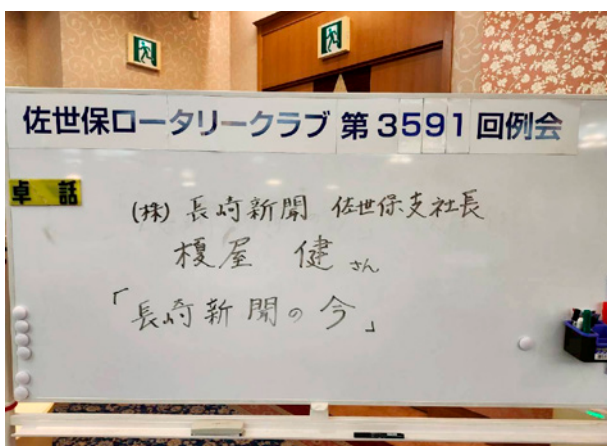 佐世保ロータリークラブ 第3591回例会
卓話
(株) 長崎新聞 佐世保支社長
榎屋 健 さん
「長崎新聞の今」